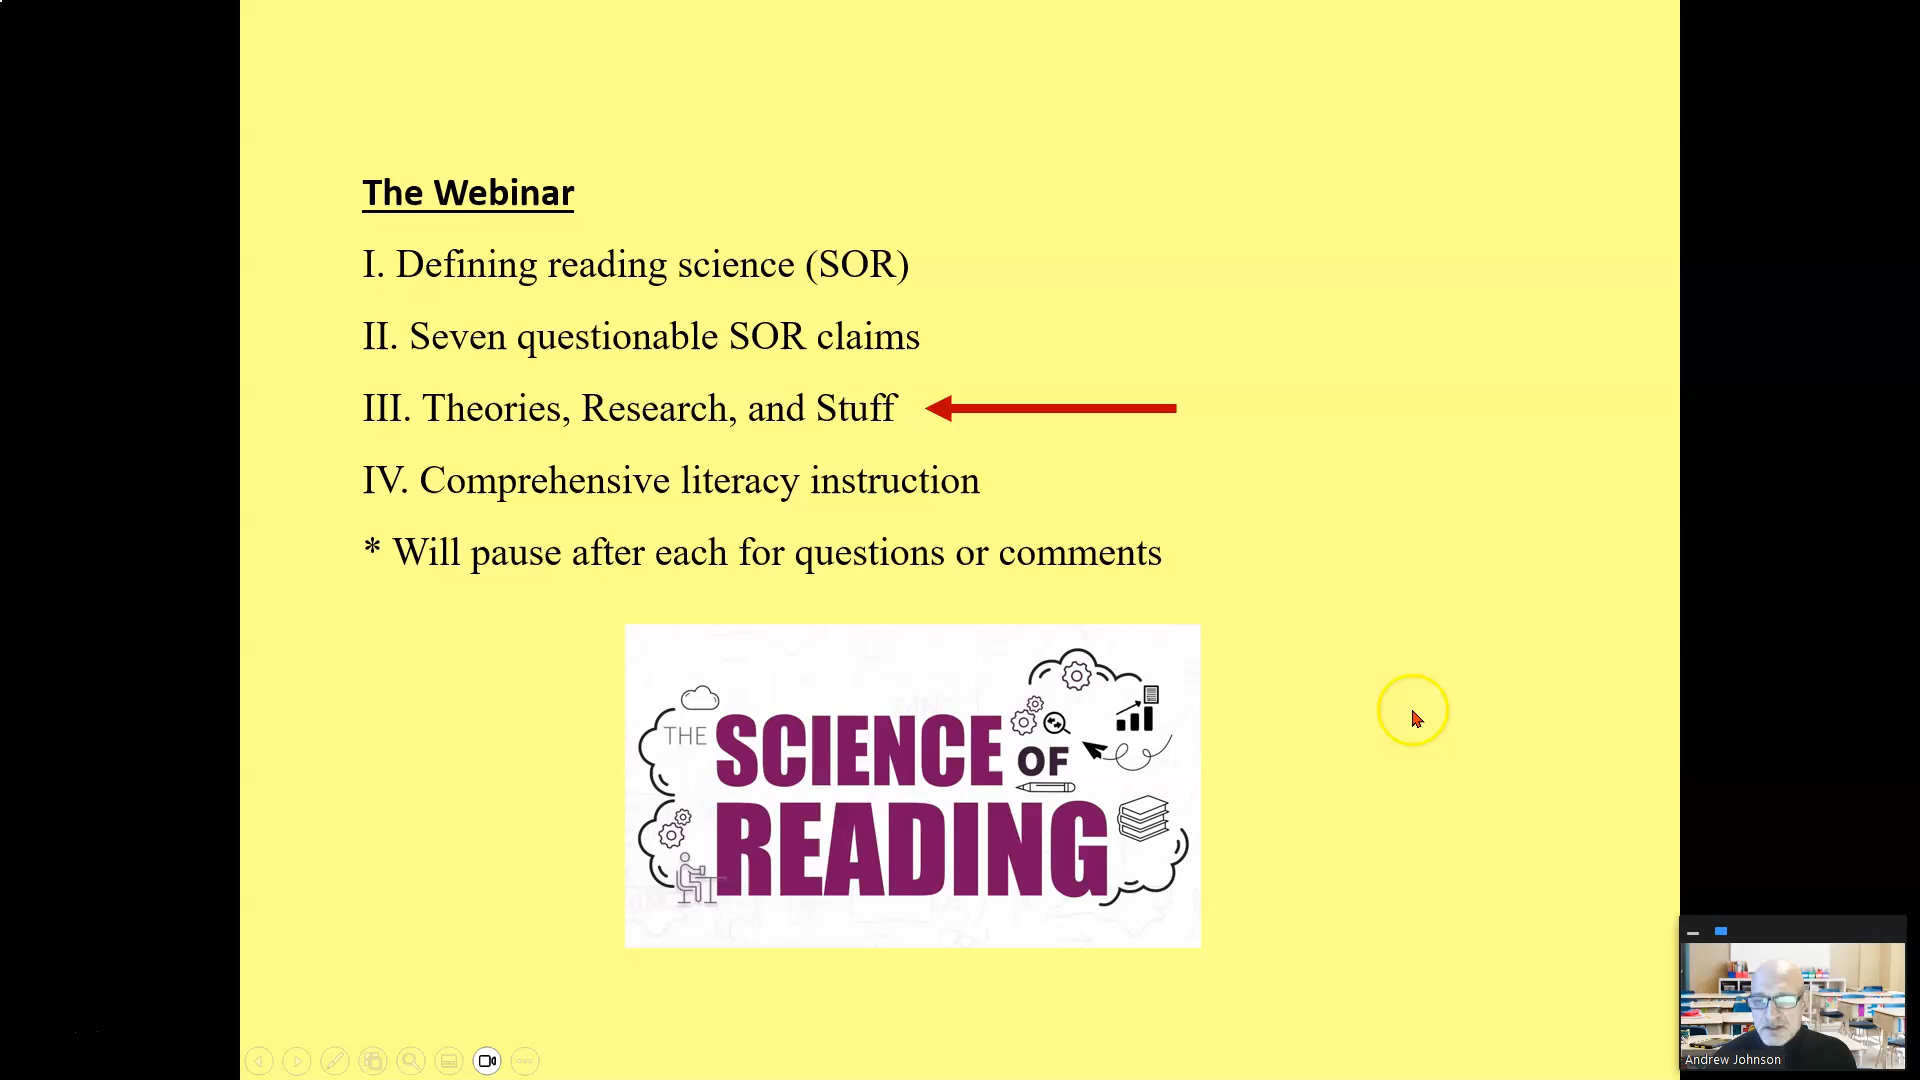 The Webinar
I. Defining reading science (SOR)
II. Seven questionable SOR claims
III. Theories, Research, and Stuff
IV. Comprehensive literacy instruction
* Will pause after each for questions or comments
THE SCIENCE OF
READING
Andrew Johnson